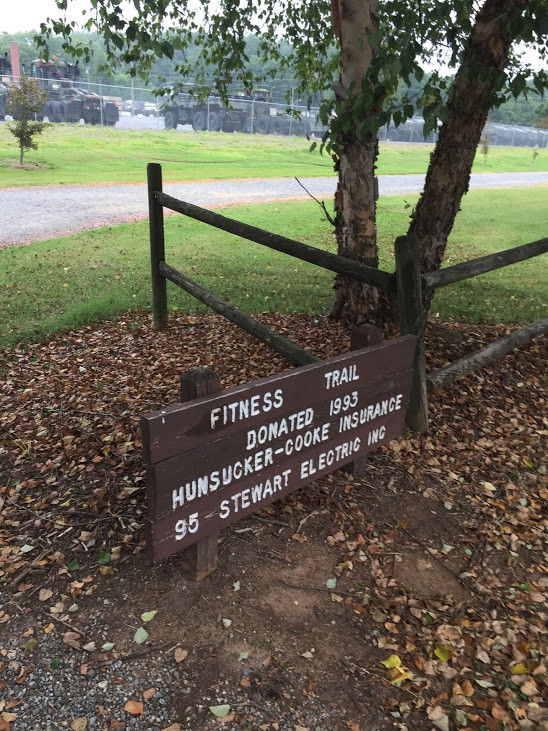 FITNESS TRAIL
DONATED 1993
HUNSUCKER-COOKE INSURANCE
95 STEWART ELECTRIC INC